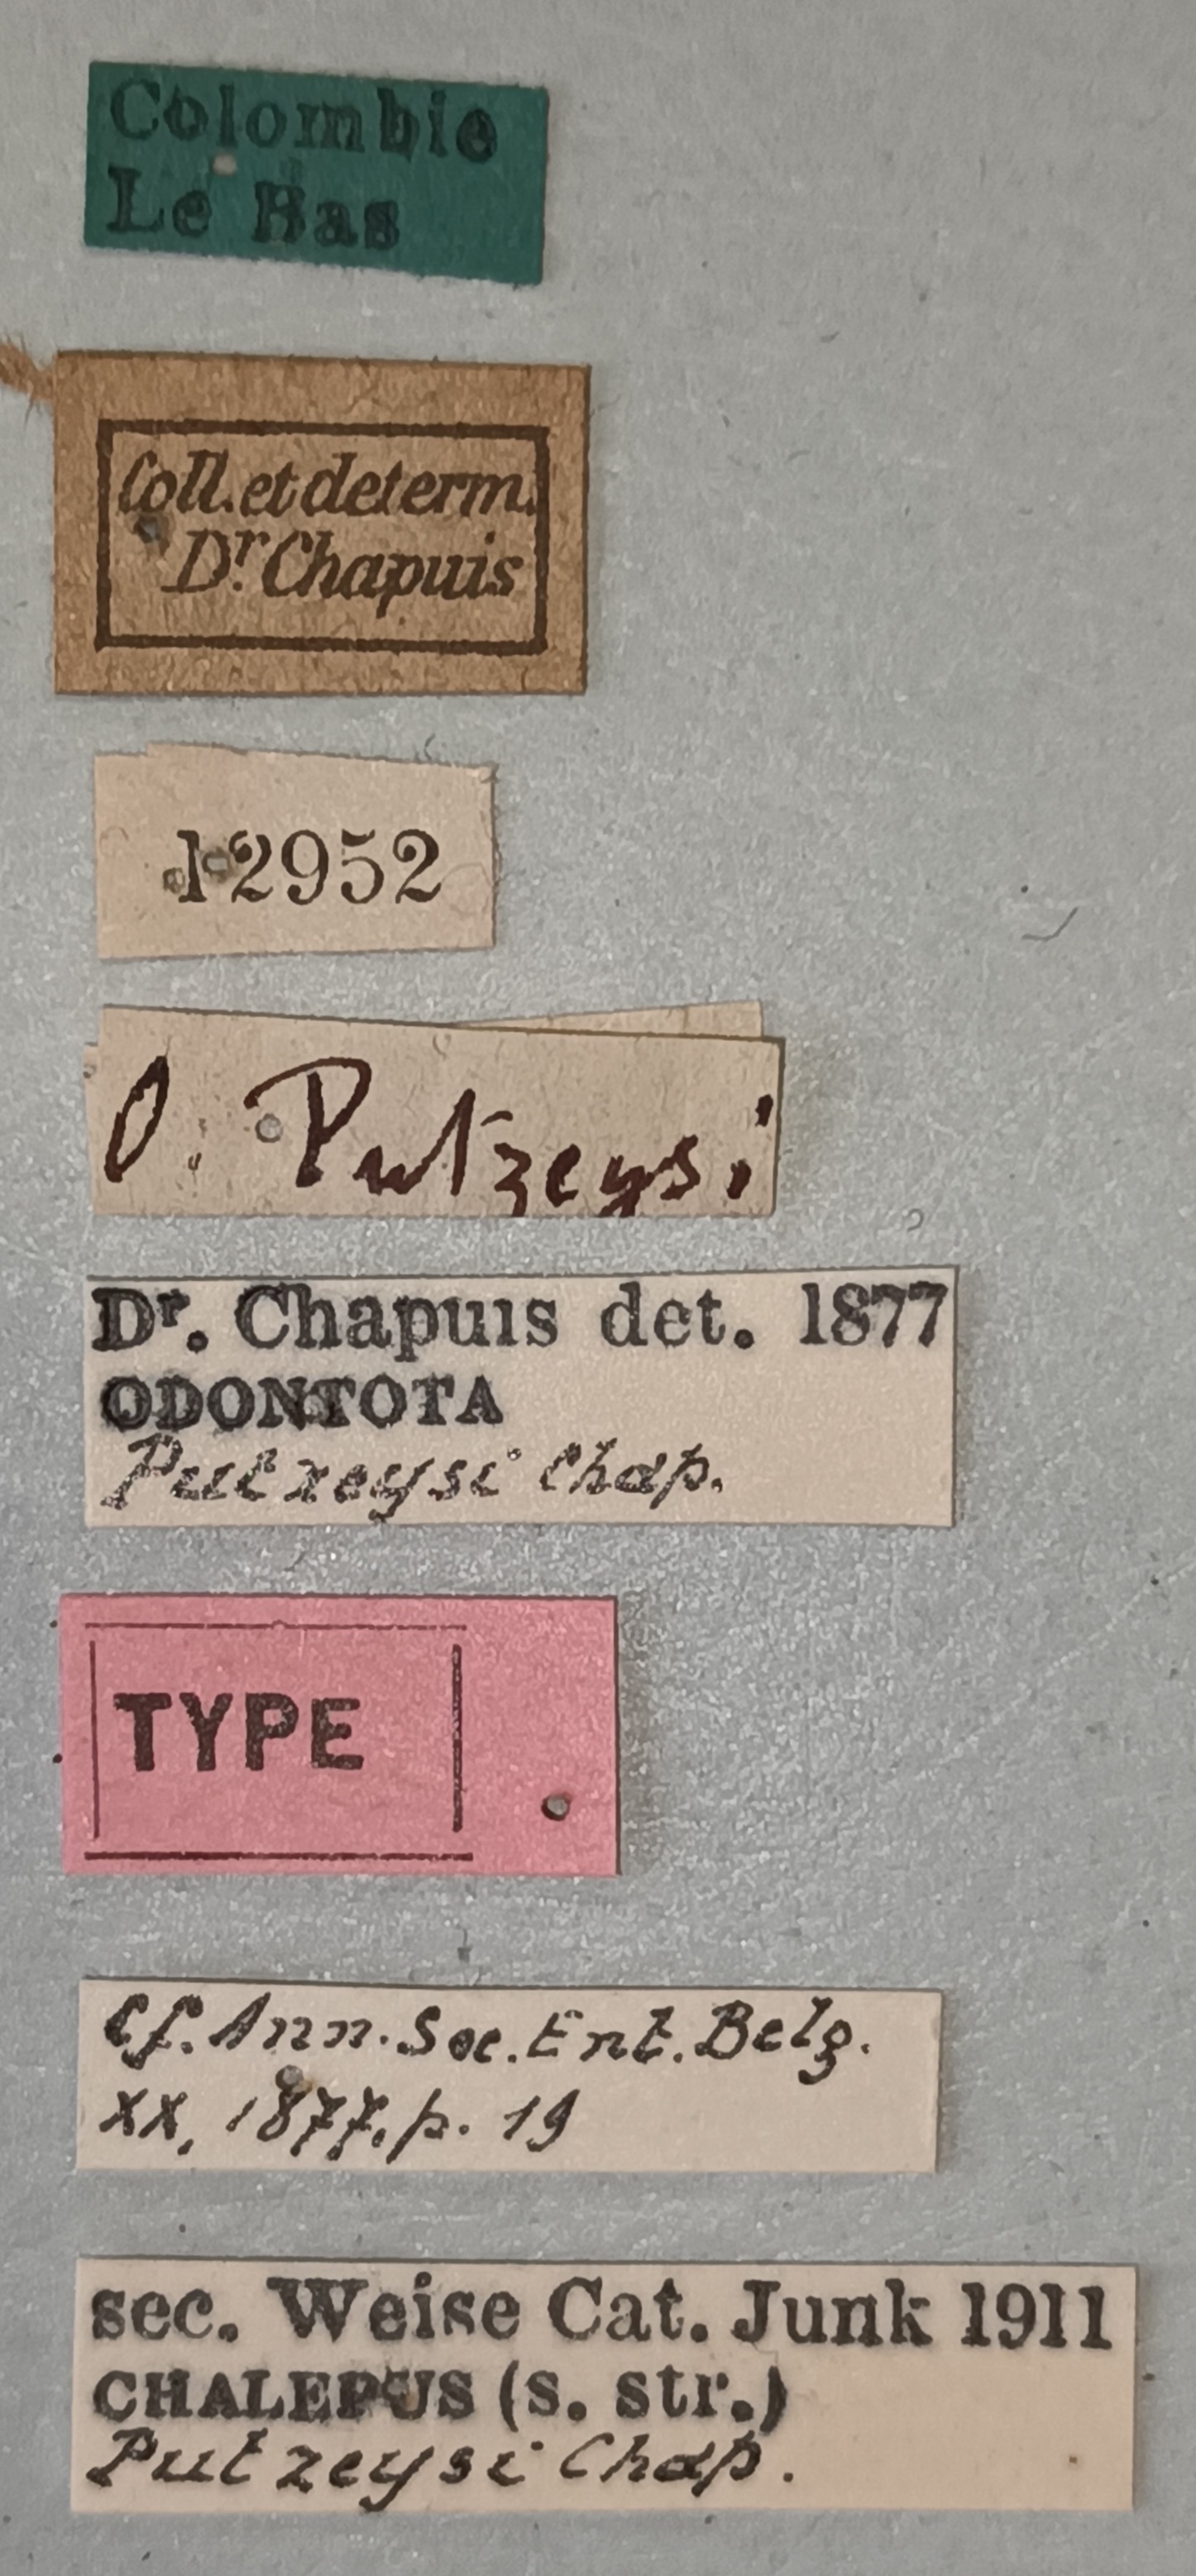 Colombie
Le Bas
Coll. et determ.
Dr. Chapuis
12952
O. Putzeysi
Dr. Chapuis det. 1877
ODONTOTA
Putzeysi Chap.
TYPE
Cf. Ann. Soc. Ent. Belg.
XX, 1877, p. 19
sec. Weise Cat. Junk 1911
CHALEPUS (s. str.)
Putzeysi Chap.